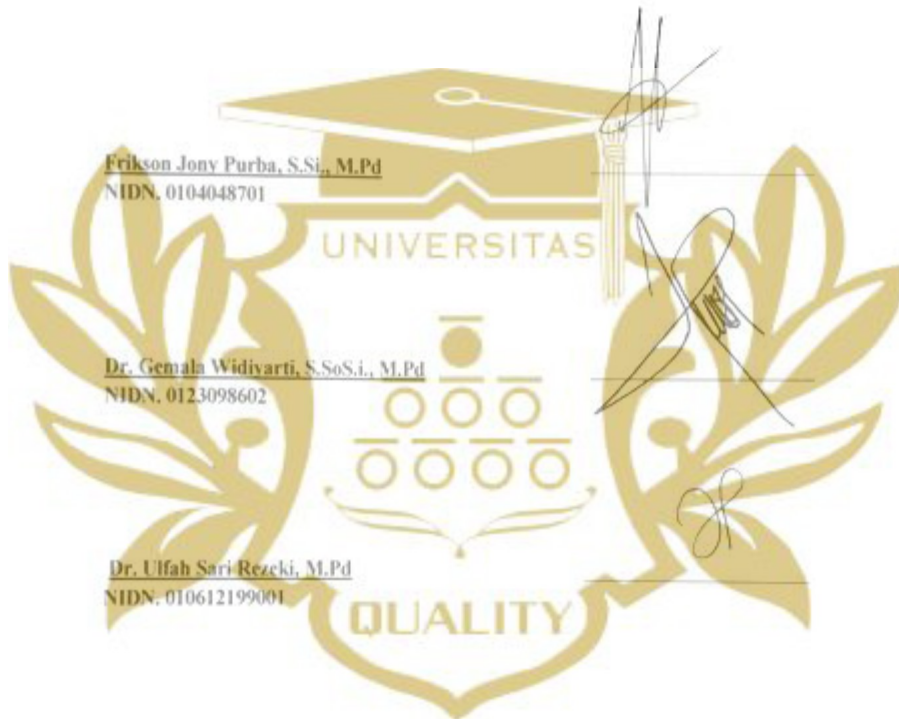 Frikson Jony Purba, S.Si., M.Pd
NIDN. 0104048701
UNIVERSITAS
Dr. Gemala Widiyarti, S.SoS.i., M.Pd
NIDN. 0123098602
Dr. Ulfah Sari Rezeki, M.Pd
NIDN. 010612199001
QUALITY